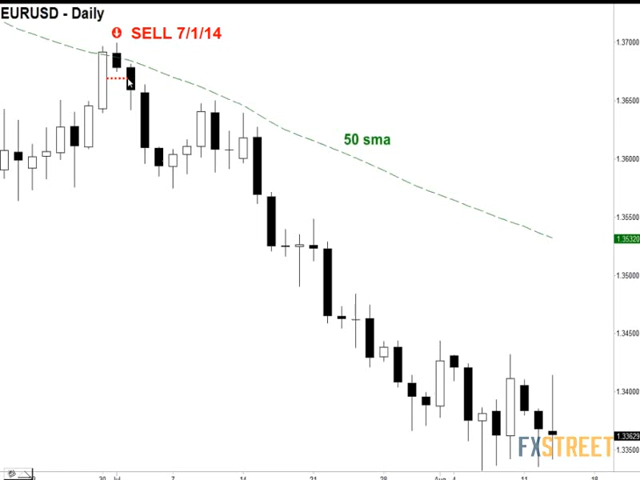 EURUSD - Daily
SELL 7/1/14
1.37000
1.36500
50 sma
1.36000
1.35500
1.35320
1.35000
1.34500
1.34000
1.33629
1.33500
FXSTREET
30 Jul 7 14 21 28 Aug 4 11 18